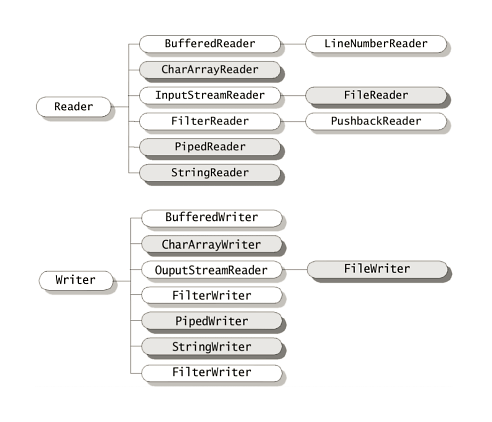 BufferedReader
LineNumberReader
CharArrayReader
InputStreamReader
FileReader
Reader
FilterReader
PushbackReader
PipedReader
StringReader
BufferedWriter
CharArrayWriter
OuputStreamReader
FileWriter
Writer
FilterWriter
PipedWriter
StringWriter
FilterWriter